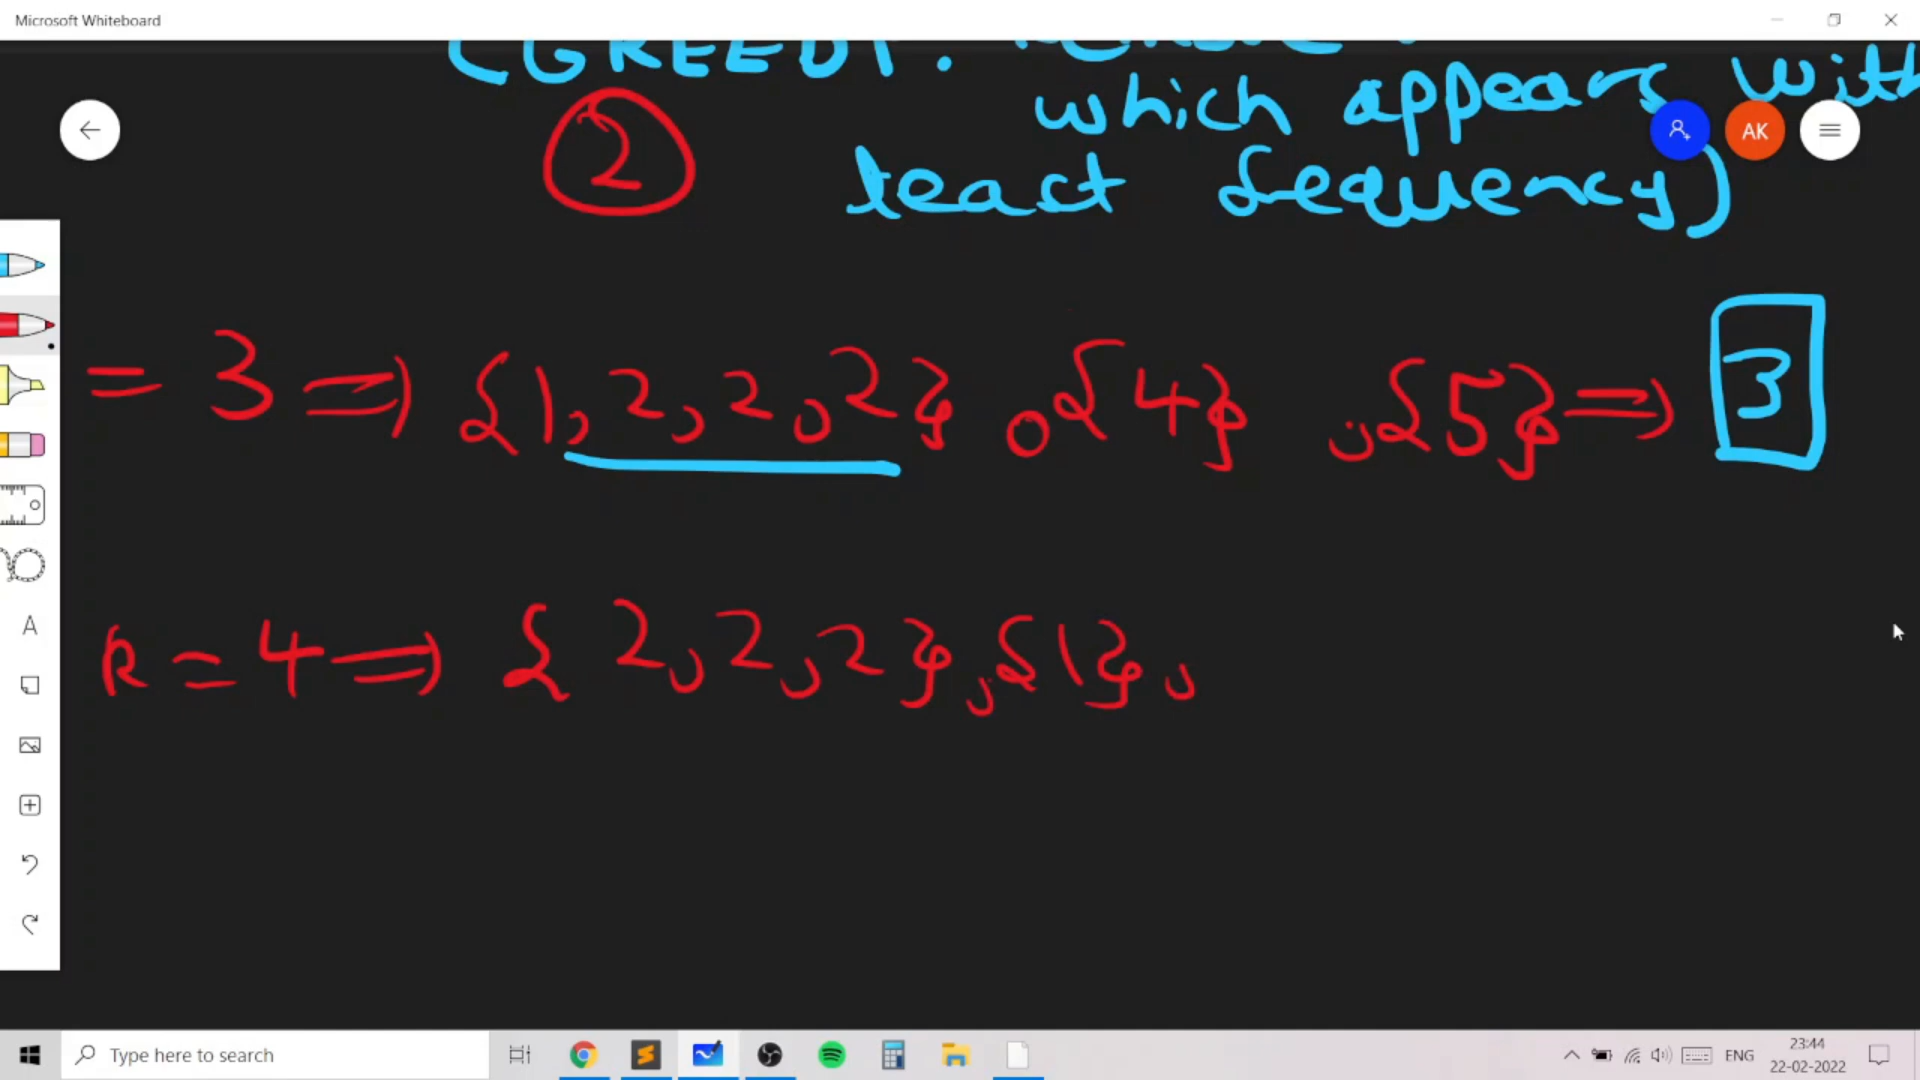 Microsoft Whiteboard
(GREEDY:
which appears with
②
least frequency)
AK
= 3 ⇒ {1, 2, 2, 2}, {4}, {5} ⇒ 3
k = 4 ⇒ { 2, 2, 2}, {1},
A
Type here to search
ENG
23:44
22-02-2022